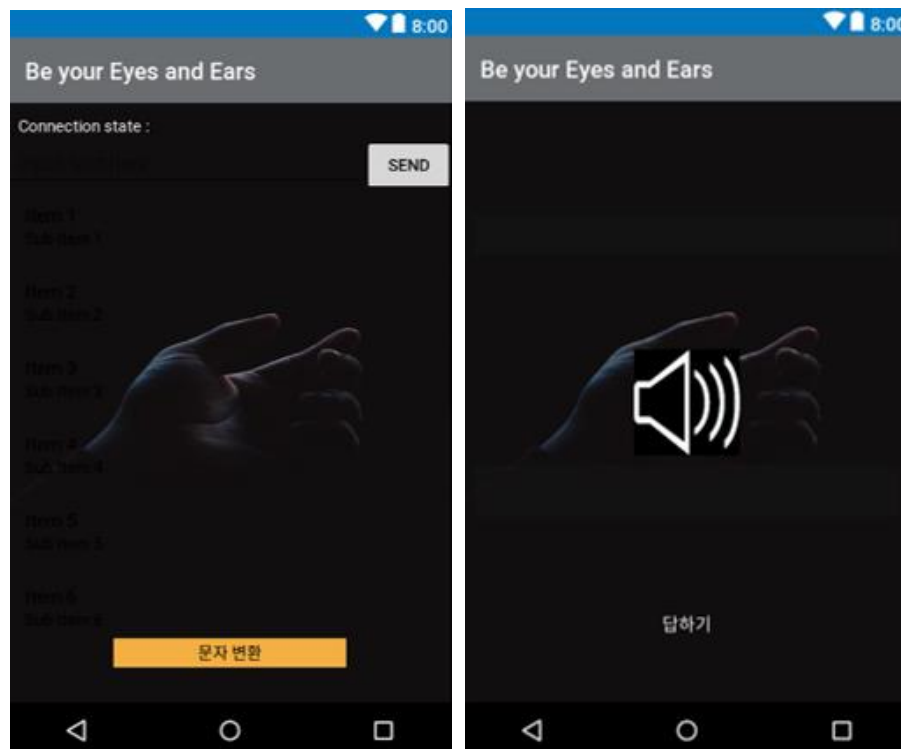 8:00
Be your Eyes and Ears
Connection state :
SEND
Item 1
Sub Item 1
Item 2
Sub Item 2
Item 3
Sub Item 3
Item 4
Sub Item 4
Item 5
Sub Item 5
Item 6
Sub Item 6
문자 변환
8:00
Be your Eyes and Ears
답하기